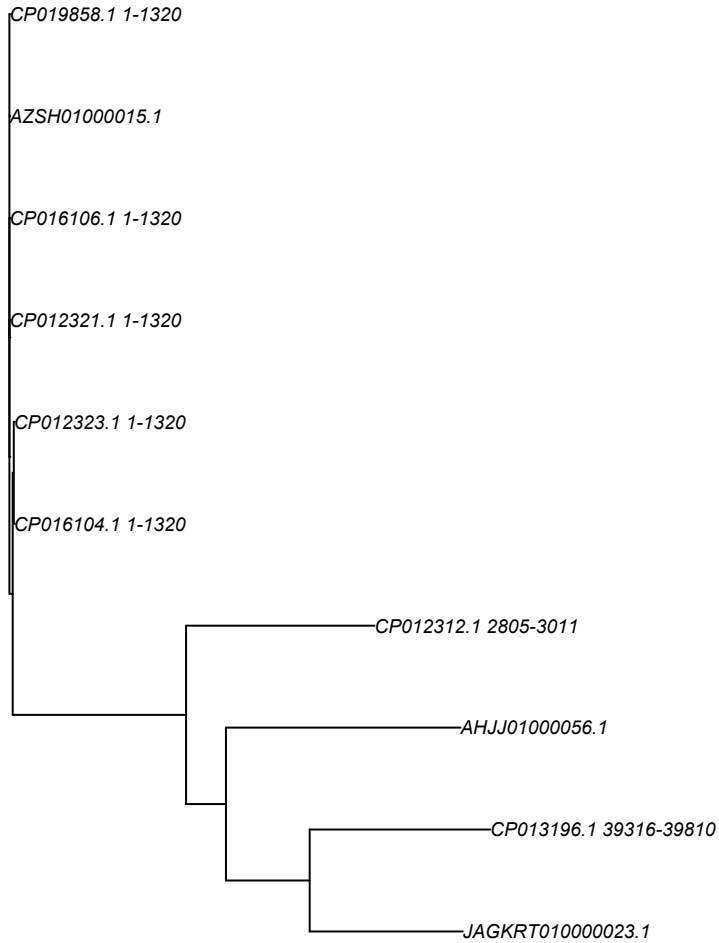 CP019858.1 1-1320
AZSH01000015.1
CP016106.1 1-1320
CP012321.1 1-1320
CP012323.1 1-1320
CP016104.1 1-1320
CP012312.1 2805-3011
AHJJ01000056.1
CP013196.1 39316-39810
JAGKRT010000023.1